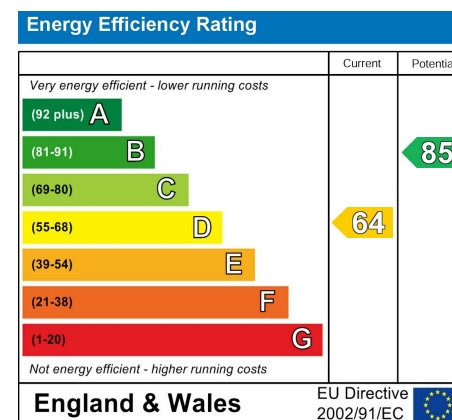 Energy Efficiency Rating
Current Potentia
Very energy efficient - lower running costs
(92 plus) A
(81-91) B 85
(69-80) C
(55-68) D 64
(39-54) E
(21-38) F
(1-20) G
Not energy efficient - higher running costs
England & Wales
EU Directive
2002/91/EC